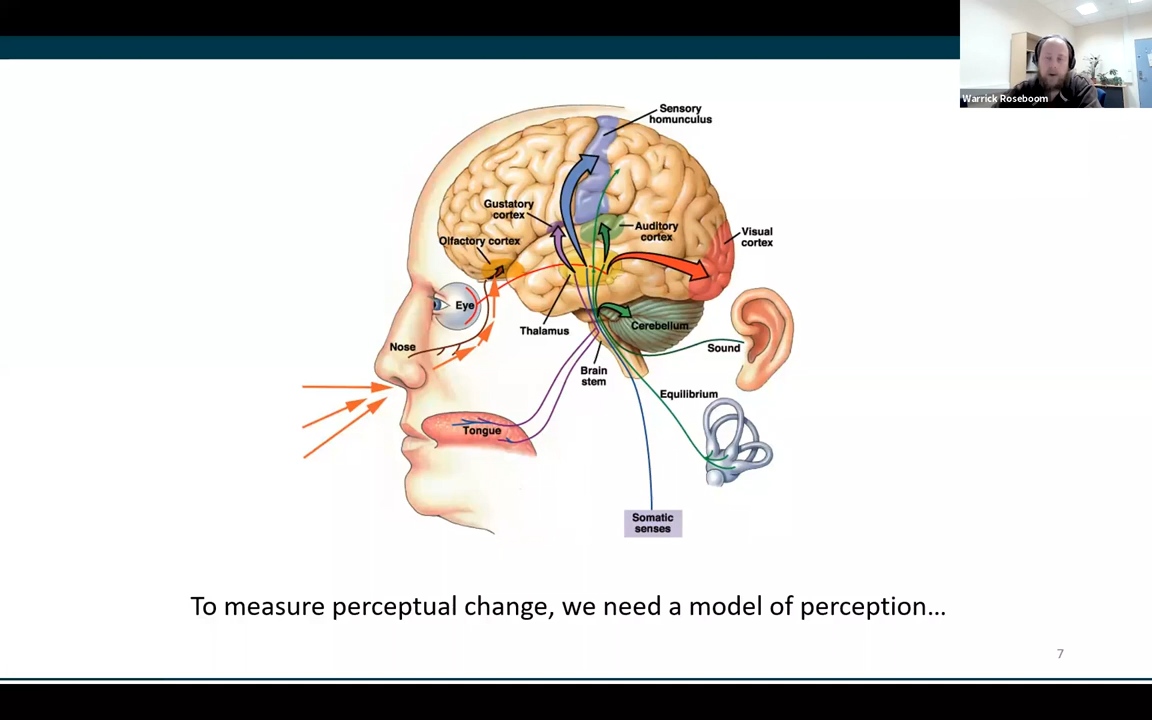 Warrick Roseboom
Sensory
homunculus
Gustatory
cortex
Auditory
cortex
Visual
cortex
Olfactory cortex
Eye
Thalamus
Cerebellum
Nose
Sound
Brain
stem
Equilibrium
Tongue
Somatic
senses
To measure perceptual change, we need a model of perception…
7